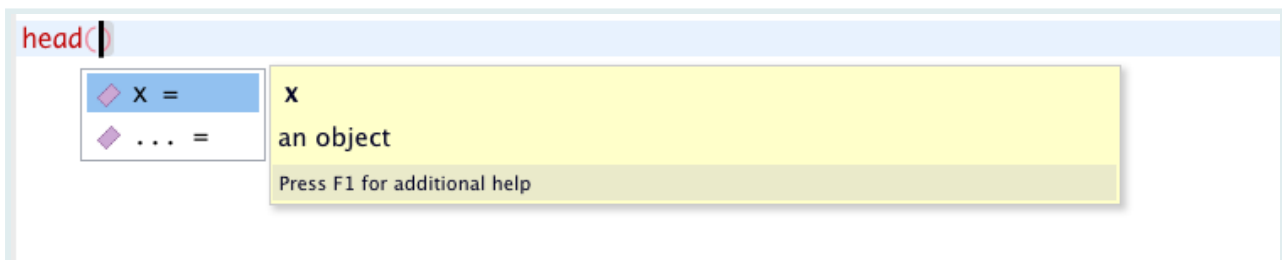 head()
x =
... =
x
an object
Press F1 for additional help